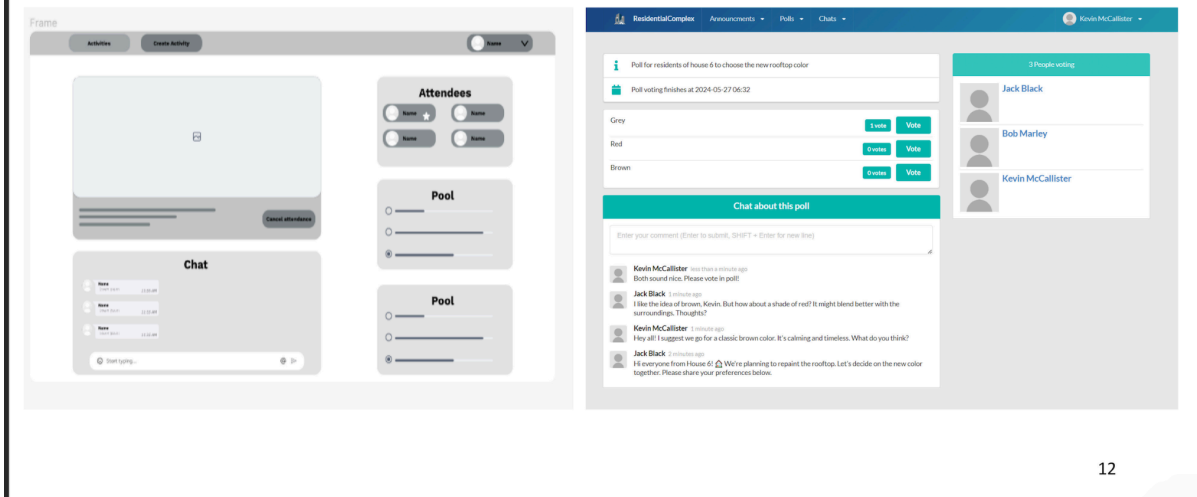 Frame
Activities
Create Activity
Name
Attendees
Name
Name
Name
Name
Cancel attendence
Pool
Chat
Name
11:31 AM
Name
Name
Start typing...
Pool
ResidentialComplex
Announcments
Polls
Chats
Kevin McCallister
Poll for residents of house 6 to choose the new rooftop color
Poll voting finishes at 2024-05-27 06:32
Grey
1 vote
Vote
Red
0 votes
Vote
Brown
0 votes
Vote
Chat about this poll
Enter your comment (Enter to submit, SHIFT + Enter for new line)
Kevin McCallister less than a minute ago
Both sound nice. Please vote in poll!
Jack Black 1 minute ago
I like the idea of brown, Kevin. But how about a shade of red? It might blend better with the
surroundings. Thoughts?
Kevin McCallister 1 minute ago
Hey all! I suggest we go for a classic brown color. It's calming and timeless. What do you think?
Jack Black 2 minutes ago
Hi everyone from House 6! 🏠 We're planning to repaint the rooftop. Let's decide on the new color
together. Please share your preferences below.
3 People voting
Jack Black
Bob Marley
Kevin McCallister
12